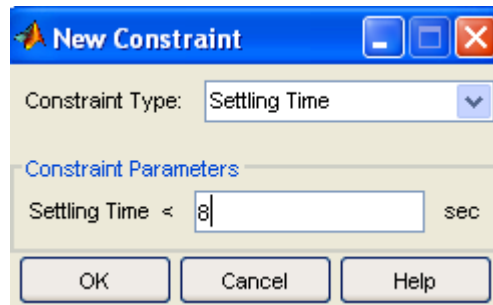 New Constraint
Constraint Type: Settling Time
Constraint Parameters
Settling Time < 8 sec
OK Cancel Help